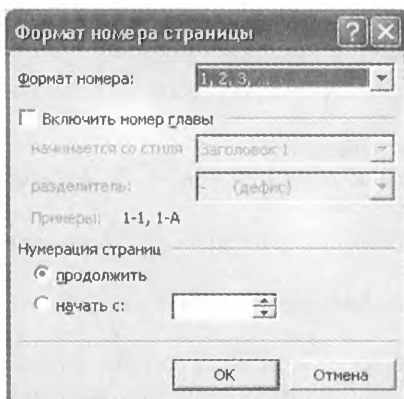 Формат номера страницы
Формат номера: 1, 2, 3, ...
Включить номер главы
начинается со стиля Заголовок 1
разделитель: - (дефис)
Примеры: 1-1, 1-A
Нумерация страниц
продолжить
начать с:
ОК Отмена